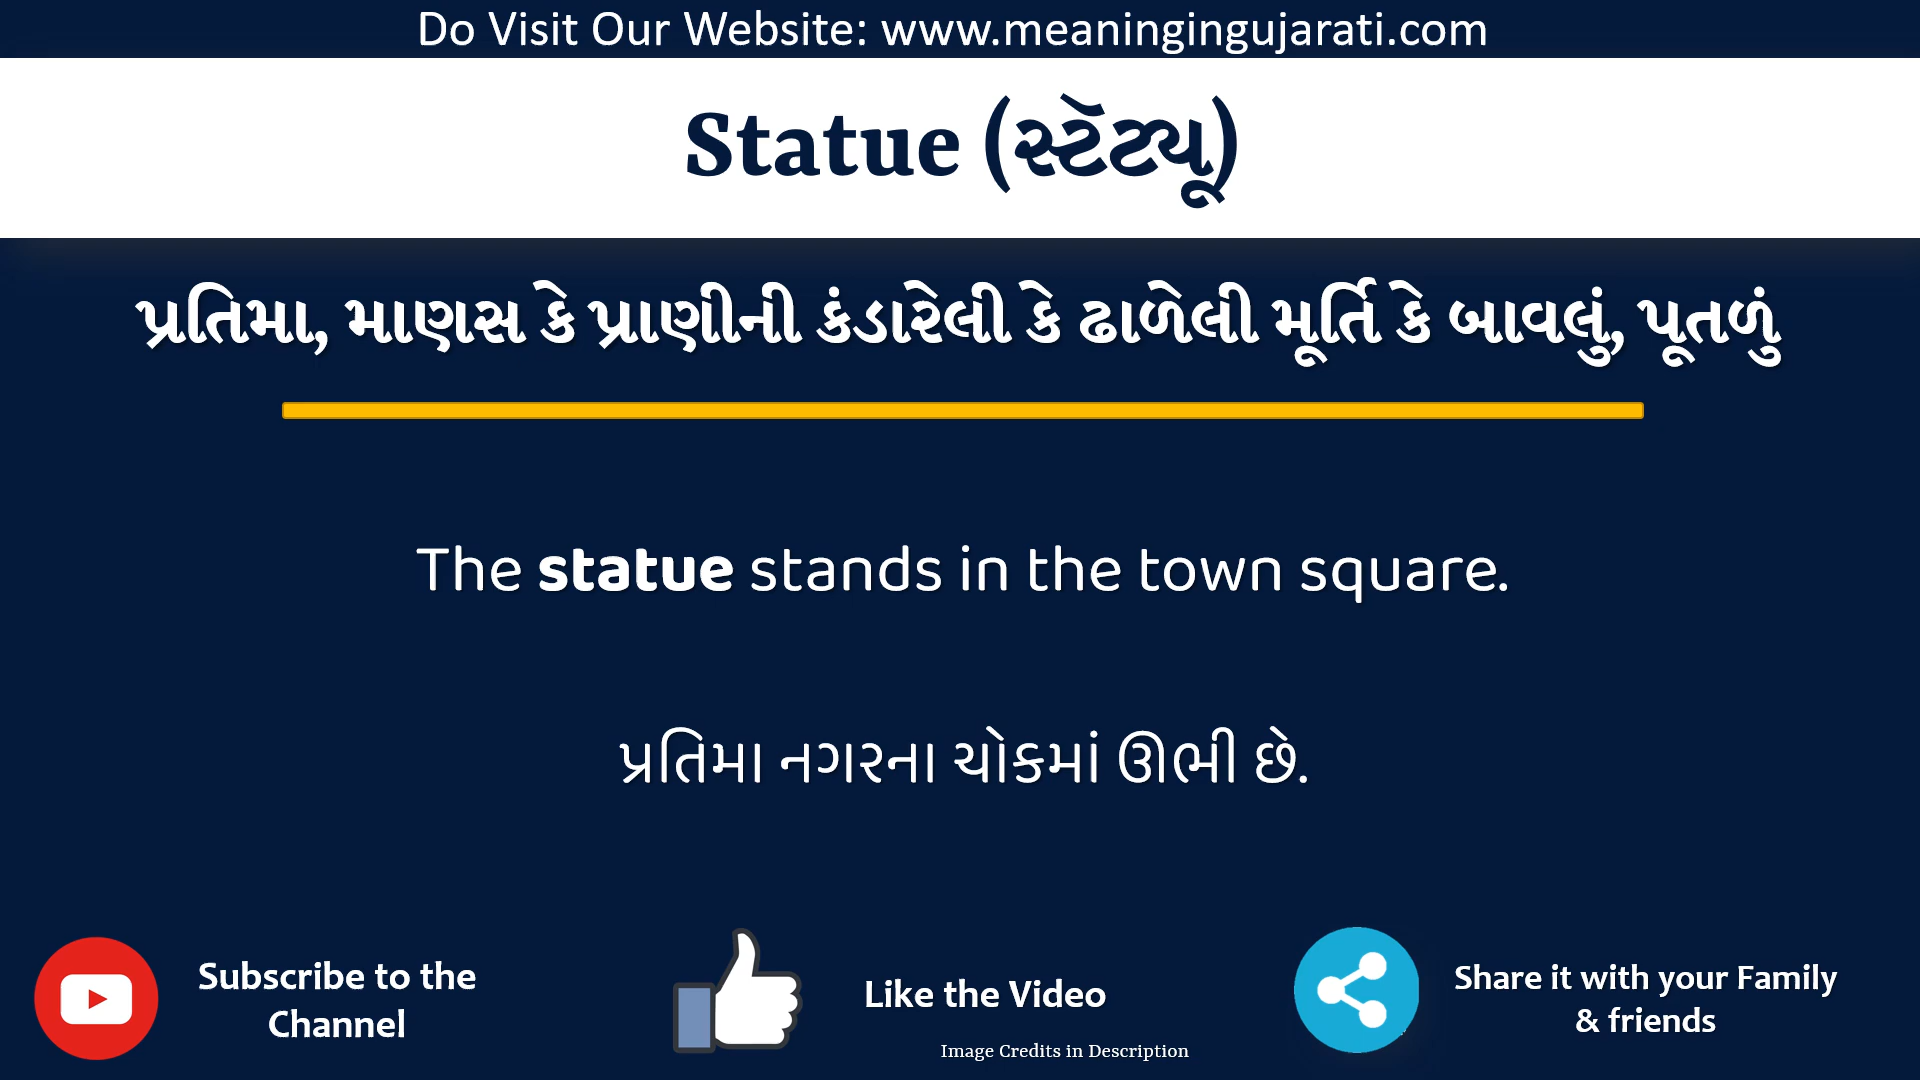 Do Visit Our Website: www.meaningingujarati.com
Statue (સ્ટૅટ્યૂ)
પ્રતિમા, માણસ કે પ્રાણીની કંડારેલી કે ઢાળેલી મૂર્તિ કે બાવલું, પૂતળું
The statue stands in the town square.
પ્રતિમા નગરના ચોકમાં ઊભી છે.
Subscribe to the
Channel
Like the Video
Share it with your Family
& friends
Image Credits in Description